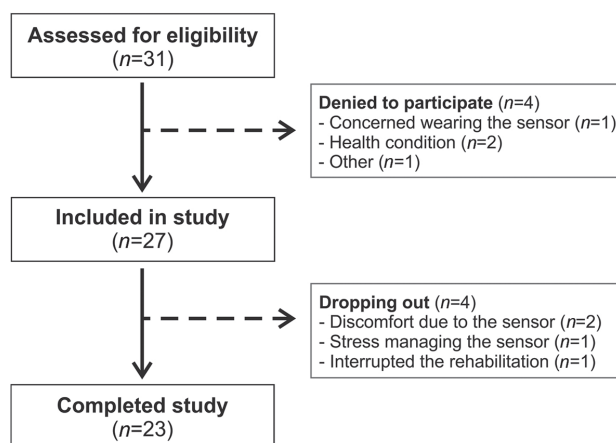 Assessed for eligibility
(n=31)
Denied to participate (n=4)
- Concerned wearing the sensor (n=1)
- Health condition (n=2)
- Other (n=1)
Included in study
(n=27)
Dropping out (n=4)
- Discomfort due to the sensor (n=2)
- Stress managing the sensor (n=1)
- Interrupted the rehabilitation (n=1)
Completed study
(n=23)